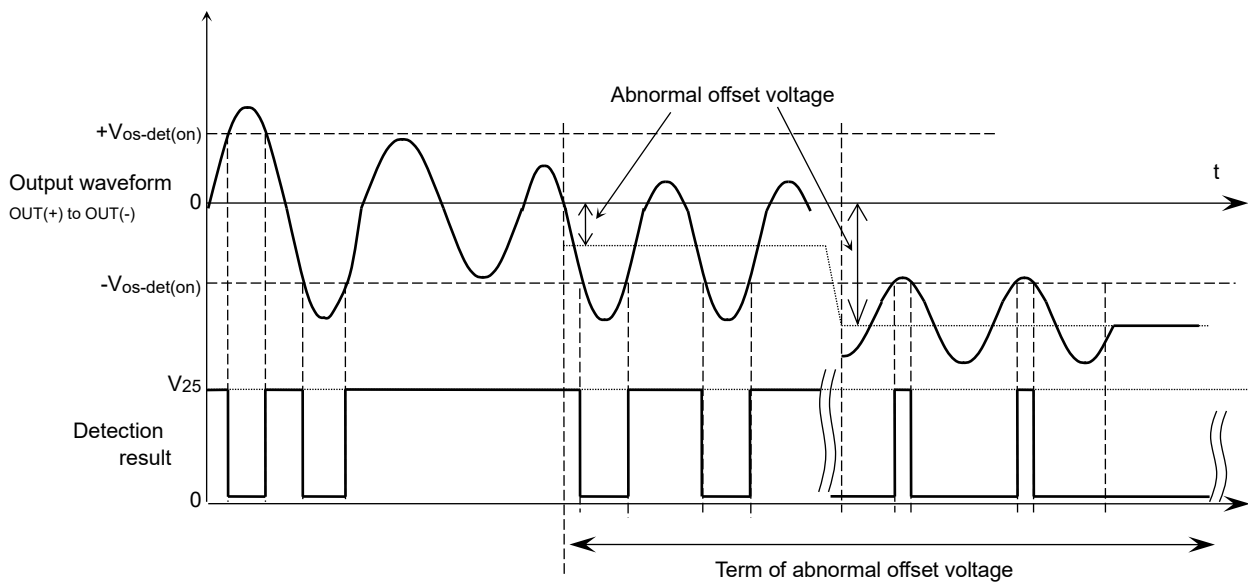 Abnormal offset voltage
+Vos-det(on)
t
Output waveform
OUT(+) to OUT(-)
0
-Vos-det(on)
V25
Detection
result
0
Term of abnormal offset voltage